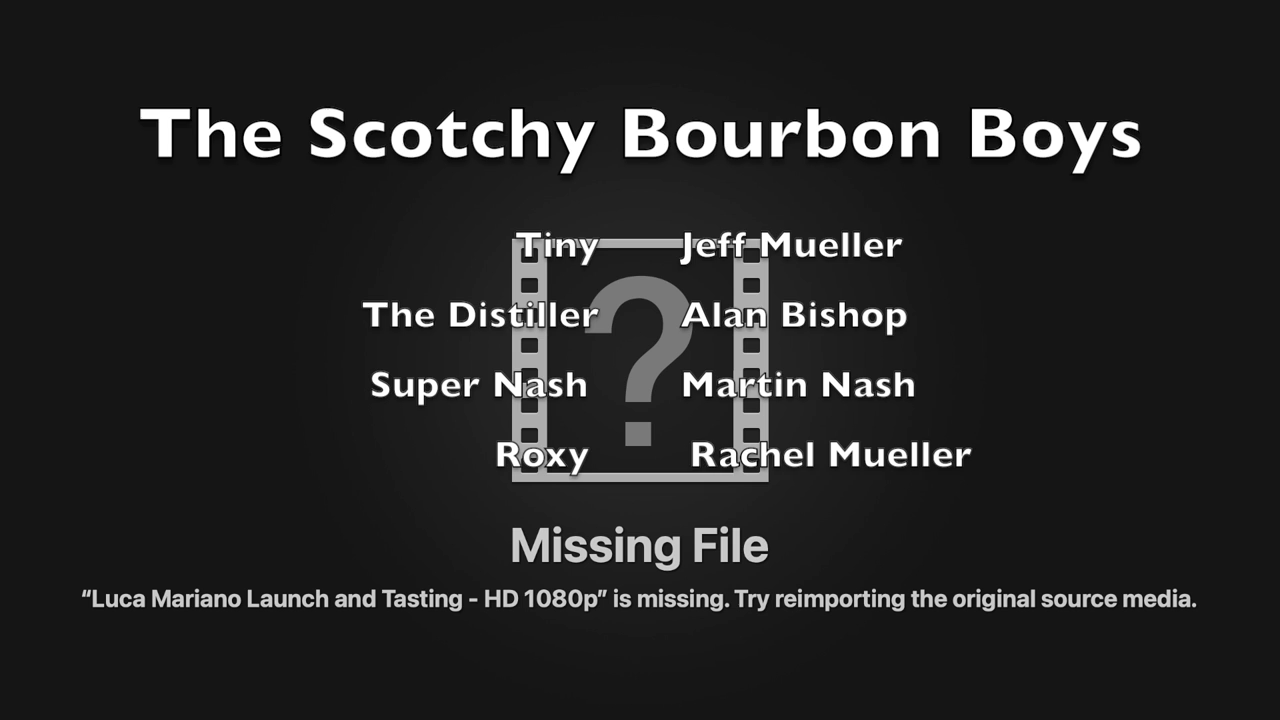 The Scotchy Bourbon Boys
Tiny Jeff Mueller
The Distiller Alan Bishop
Super Nash Martin Nash
Roxy Rachel Mueller
?
Missing File
“Luca Mariano Launch and Tasting - HD 1080p” is missing. Try reimporting the original source media.